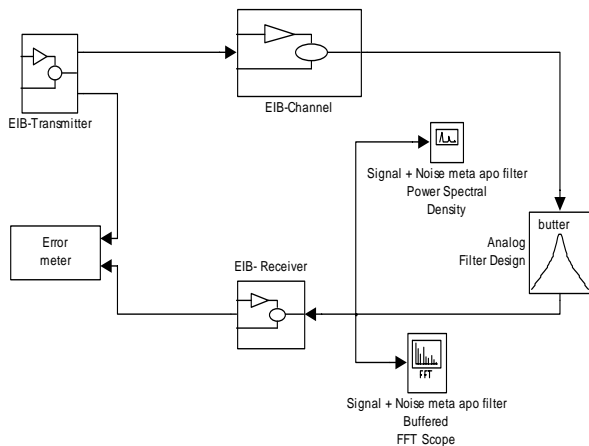 EIB-Transmitter
EIB-Channel
Signal + Noise meta apo filter
Power Spectral
Density
butter
Analog
Filter Design
Error
meter
EIB- Receiver
FFT
Signal + Noise meta apo filter
Buffered
FFT Scope